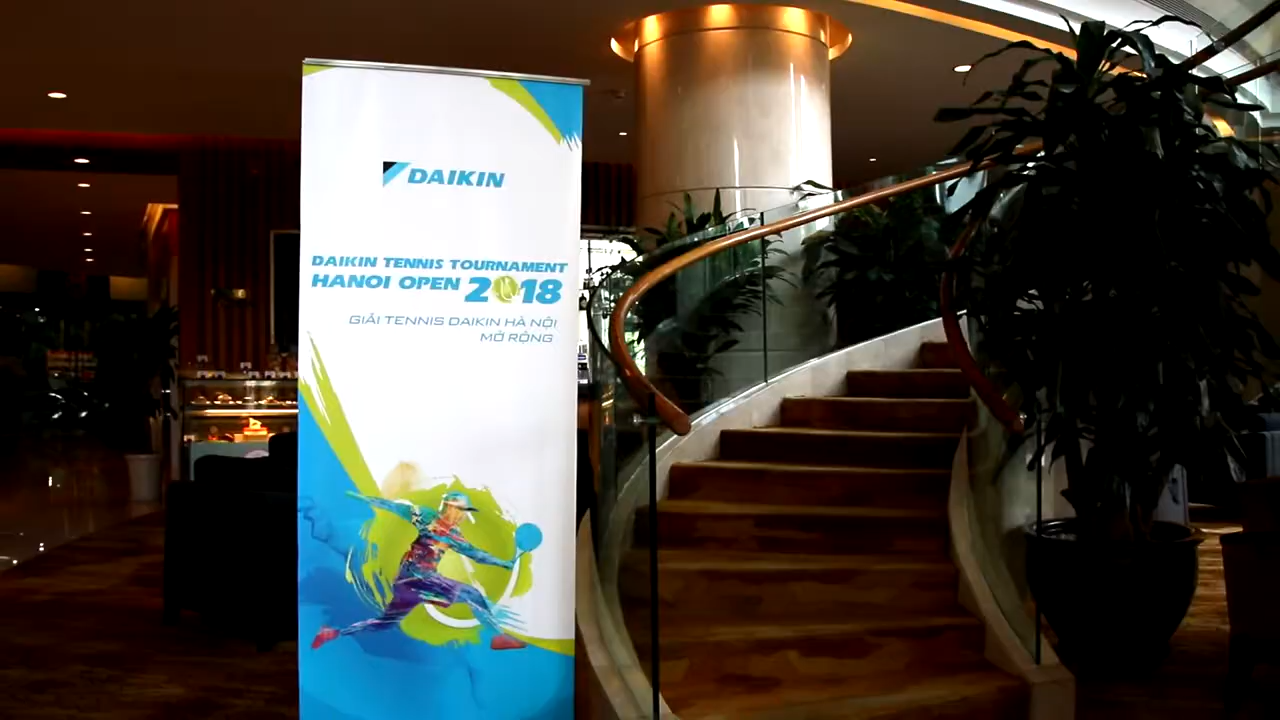 DAIKIN
DAIKIN TENNIS TOURNAMENT
HANOI OPEN 2018
GIẢI TENNIS DAIKIN HÀ NỘI
MỞ RỘNG